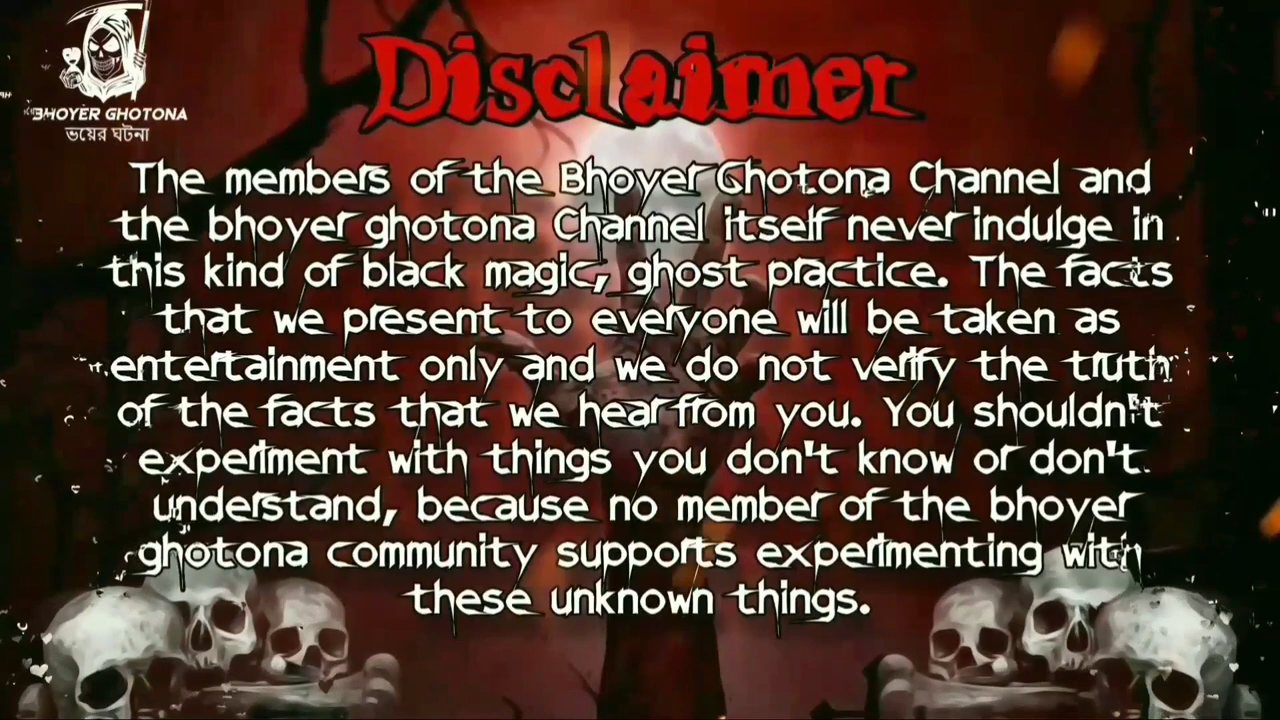 BHOYER GHOTONA
ভয়ের ঘটনা
Disclaimer
The members of the Bhoyer Ghotona Channel and
the bhoyer ghotona Channel itself never indulge in
this kind of black magic, ghost practice. The facts
that we present to everyone will be taken as
entertainment only and we do not verify the truth
of the facts that we hear from you. You shouldn't
experiment with things you don't know or don't
understand, because no member of the bhoyer
ghotona community supports experimenting with
these unknown things.